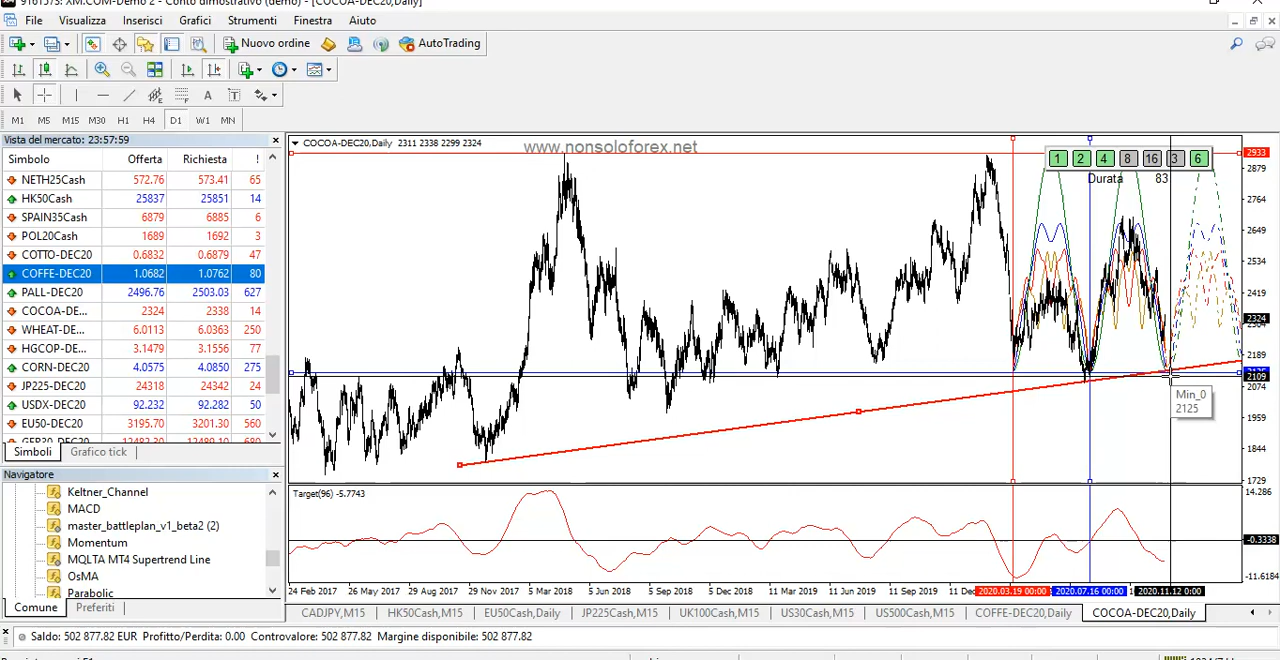 9161573: XM.COM-Demo 2 - Conto dimostrativo (demo) - [COCOA-DEC20,Daily]
File Visualizza Inserisci Grafici Strumenti Finestra Aiuto
Nuovo ordine AutoTrading
A T
M1 M5 M15 M30 H1 H4 D1 W1 MN
Vista del mercato: 23:57:59
Simbolo Offerta Richiesta !
NETH25Cash 572.76 573.41 65
HK50Cash 25837 25851 14
SPAIN35Cash 6879 6885 6
POL20Cash 1689 1692 3
COTTO-DEC20 0.6832 0.6879 47
COFFE-DEC20 1.0682 1.0762 80
PALL-DEC20 2496.76 2503.03 627
COCOA-DE... 2324 2338 14
WHEAT-DE... 6.0113 6.0363 250
HGCOP-DE... 3.1479 3.1556 77
CORN-DEC20 4.0575 4.0850 275
JP225-DEC20 24318 24342 24
USDX-DEC20 92.232 92.282 50
EU50-DEC20 3195.70 3201.30 560
GER30-DEC20 12482.30 12489.10 680
Simboli Grafico tick
Navigatore
Keltner_Channel
MACD
master_battleplan_v1_beta2 (2)
Momentum
MQLTA MT4 Supertrend Line
OsMA
Parabolic
Comune Preferiti
COCOA-DEC20,Daily 2311 2338 2299 2324
www.nonsoloforex.net
1 2 4 8 16 3 6
Durata 83
Min_0
2125
2933
2879
2764
2649
2534
2419
2324
2304
2189
2109
2074
1959
1844
1729
Target(96) -5.7743
14.286
-0.3338
-11.6184
24 Feb 2017 26 May 2017 29 Aug 2017 29 Nov 2017 5 Mar 2018 5 Jun 2018 5 Sep 2018 5 Dec 2018 11 Mar 2019 11 Jun 2019 11 Sep 2019 11 De 2020.03.19 00:00 2020.07.16 00:00 2020.11.12 0:00
CADJPY,M15 HK50Cash,M15 EU50Cash,Daily JP225Cash,M15 UK100Cash,M15 US30Cash,M15 US500Cash,M15 COFFE-DEC20,Daily COCOA-DEC20,Daily
Saldo: 502 877.82 EUR Profitto/Perdita: 0.00 Controvalore: 502 877.82 Margine disponibile: 502 877.82